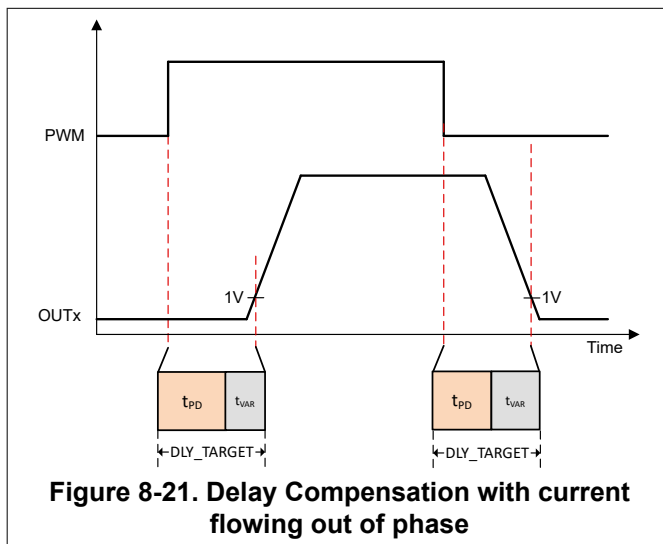 PWM
1V
1V
OUTx
Time
tPD tVAR
tPD tVAR
DLY_TARGET
DLY_TARGET
Figure 8-21. Delay Compensation with current
flowing out of phase